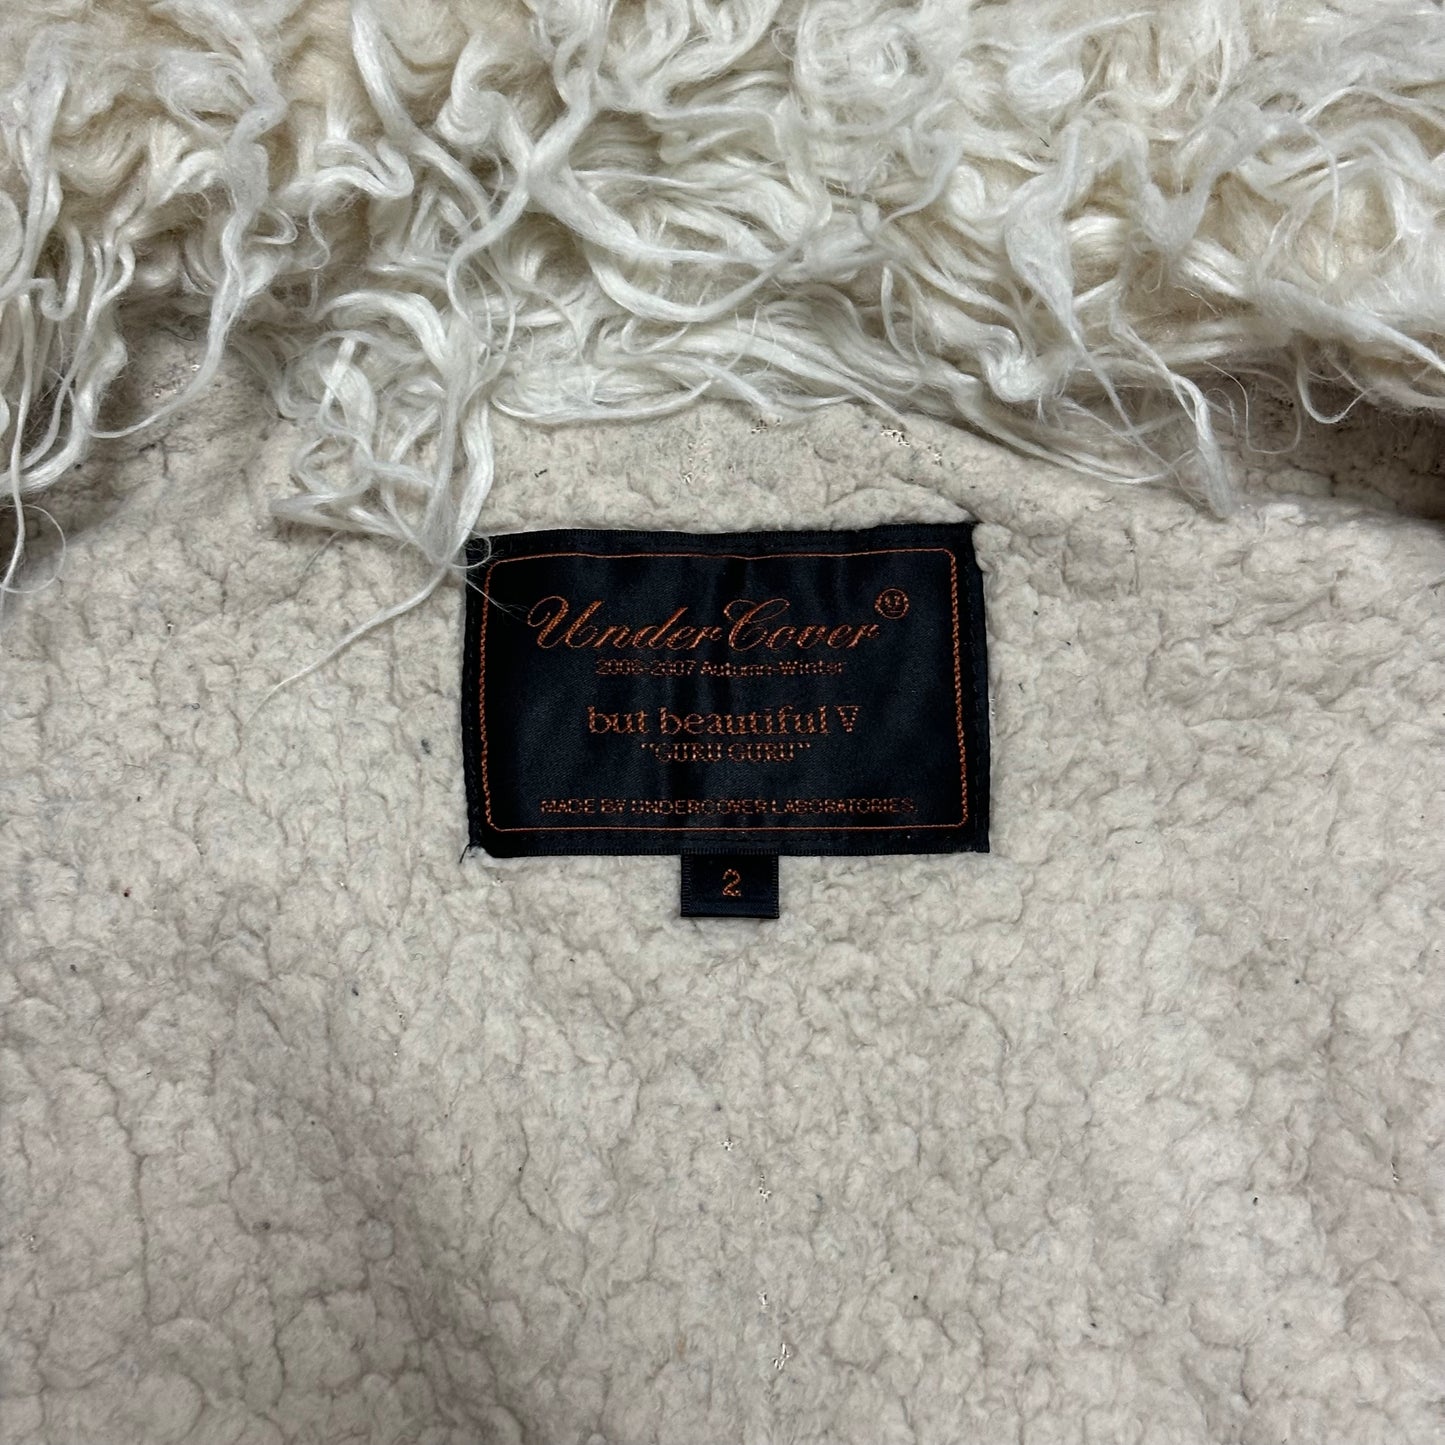 UnderCover
2006-2007 Autumn-Winter
but beautiful V
"GURU GURU"
MADE BY UNDERCOVER LABORATORIES
2